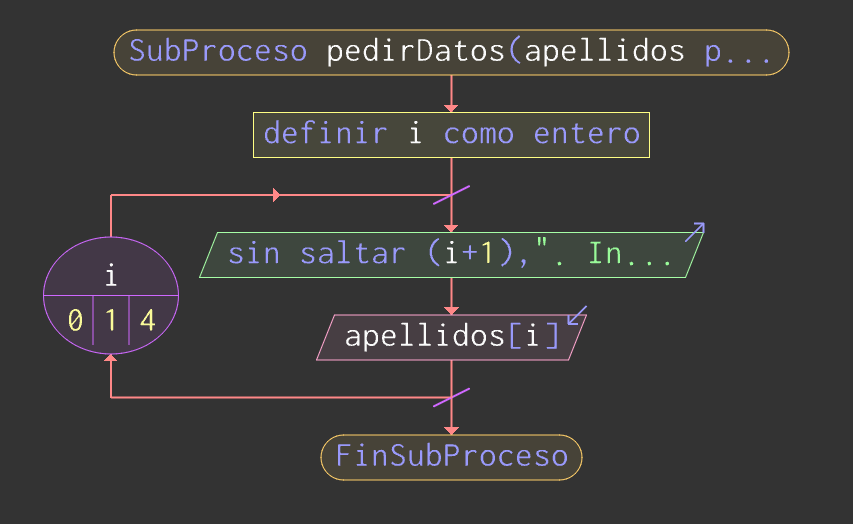 SubProceso pedirDatos(apellidos p...
definir i como entero
sin saltar (i+1),". In...
i
0 1 4
apellidos[i]
FinSubProceso